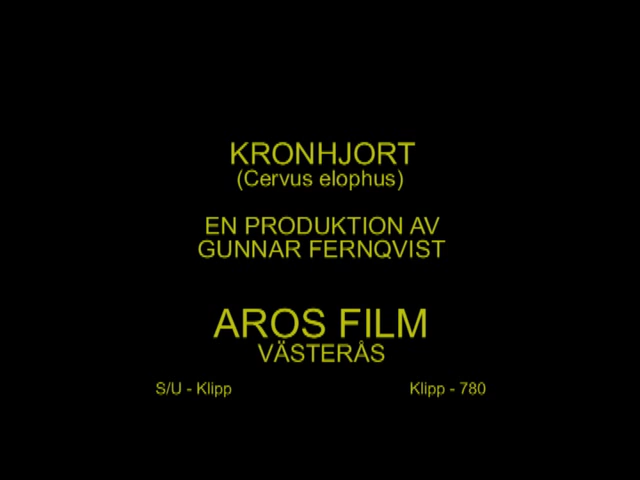 KRONHJORT
(Cervus elophus)
EN PRODUKTION AV
GUNNAR FERNQVIST
AROS FILM
VÄSTERÅS
S/U - Klipp Klipp - 780